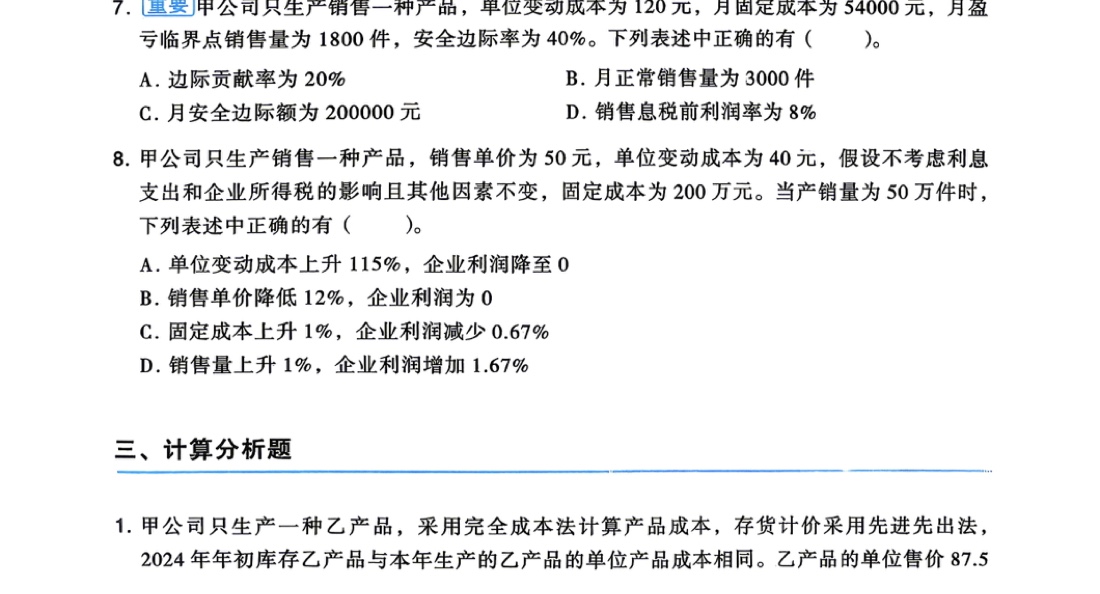 7. 重要 甲公司只生产销售一种产品，单位变动成本为 120 元，月固定成本为 54000 元，月盈
亏临界点销售量为 1800 件，安全边际率为 40%。下列表述中正确的有（　　）。
A. 边际贡献率为 20%
B. 月正常销售量为 3000 件
C. 月安全边际额为 200000 元
D. 销售息税前利润率为 8%
8. 甲公司只生产销售一种产品，销售单价为 50 元，单位变动成本为 40 元，假设不考虑利息
支出和企业所得税的影响且其他因素不变，固定成本为 200 万元。当产销量为 50 万件时，
下列表述中正确的有（　　）。
A. 单位变动成本上升 115%，企业利润降至 0
B. 销售单价降低 12%，企业利润为 0
C. 固定成本上升 1%，企业利润减少 0.67%
D. 销售量上升 1%，企业利润增加 1.67%
三、计算分析题
1. 甲公司只生产一种乙产品，采用完全成本法计算产品成本，存货计价采用先进先出法，
2024 年年初库存乙产品与本年生产的乙产品的单位产品成本相同。乙产品的单位售价 87.5